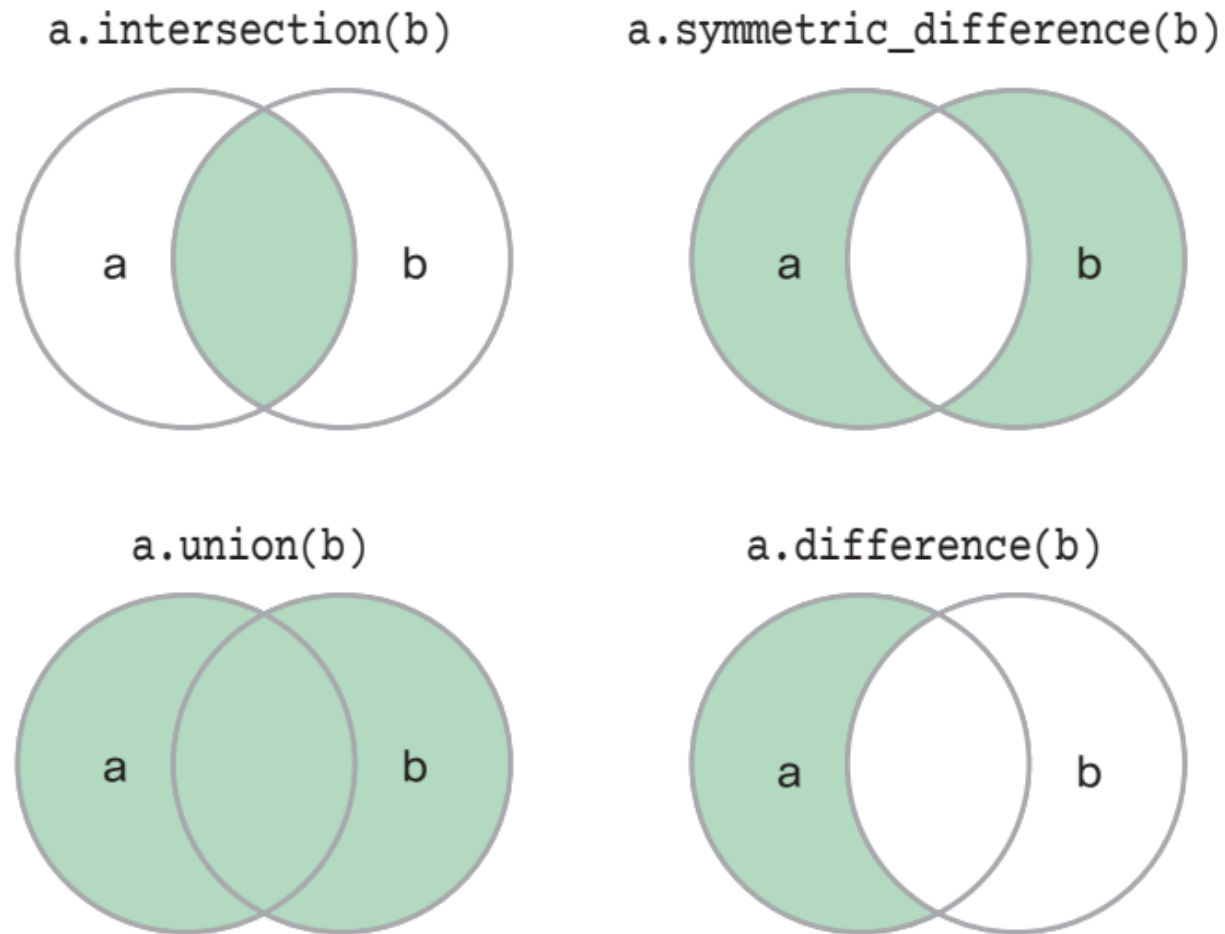 a.intersection(b)
a.symmetric_difference(b)
a
b
a
b
a.union(b)
a.difference(b)
a
b
a
b